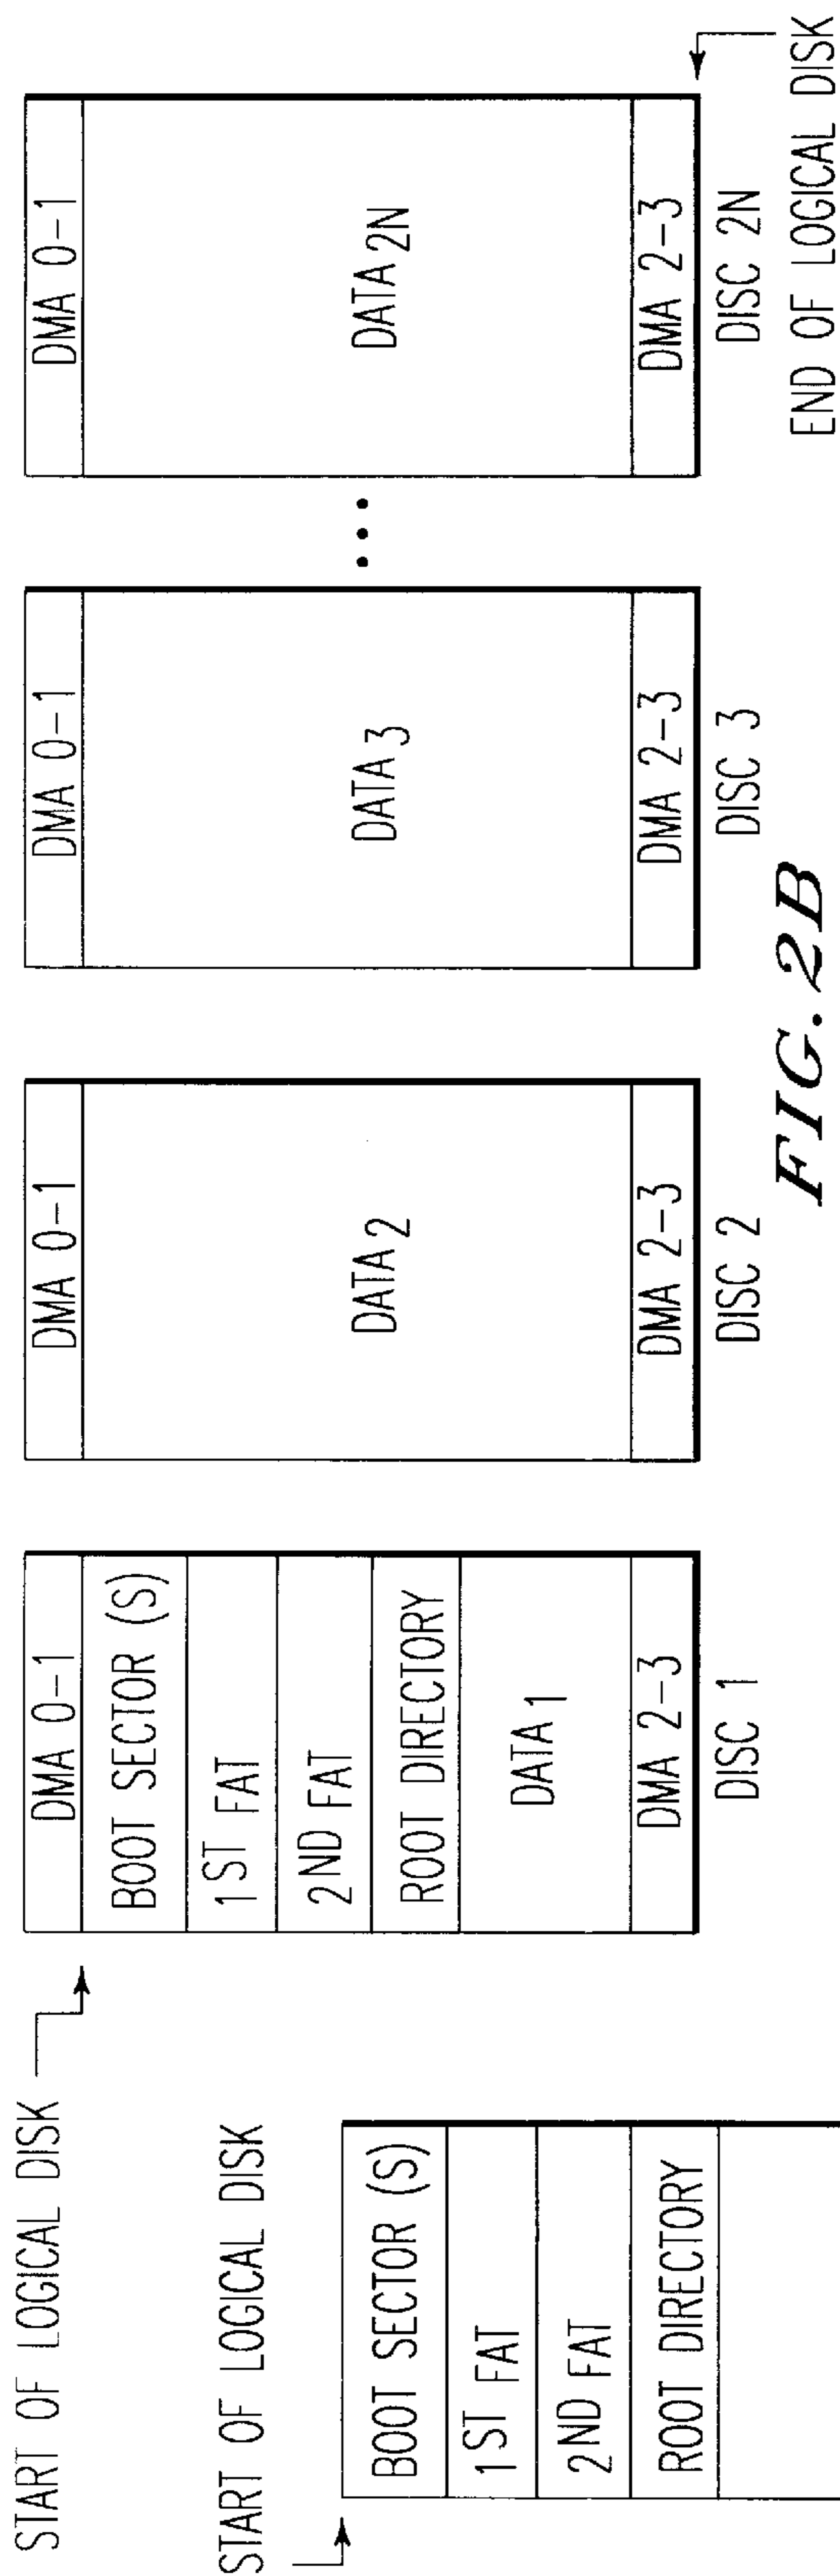 START OF LOGICAL DISK
DMA 0-1
BOOT SECTOR (S)
1ST FAT
2ND FAT
ROOT DIRECTORY
DATA 1
DMA 2-3
DISC 1
DMA 0-1
DATA 2
DMA 2-3
DISC 2
DMA 0-1
DATA 3
DMA 2-3
DISC 3
DMA 0-1
DATA 2N
DMA 2-3
DISC 2N
END OF LOGICAL DISK
FIG. 2B
START OF LOGICAL DISK
BOOT SECTOR (S)
1ST FAT
2ND FAT
ROOT DIRECTORY